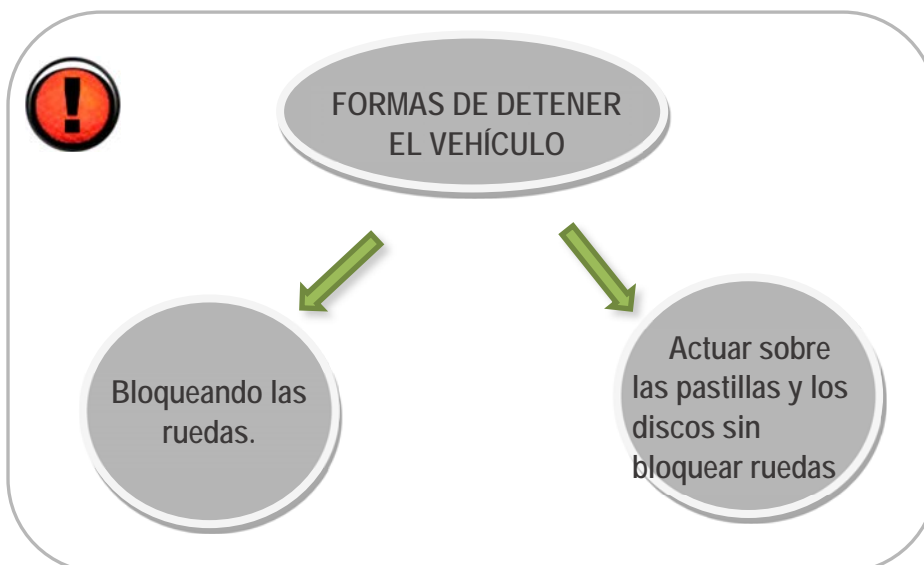 FORMAS DE DETENER
EL VEHÍCULO
Bloqueando las
ruedas.
Actuar sobre
las pastillas y los
discos sin
bloquear ruedas